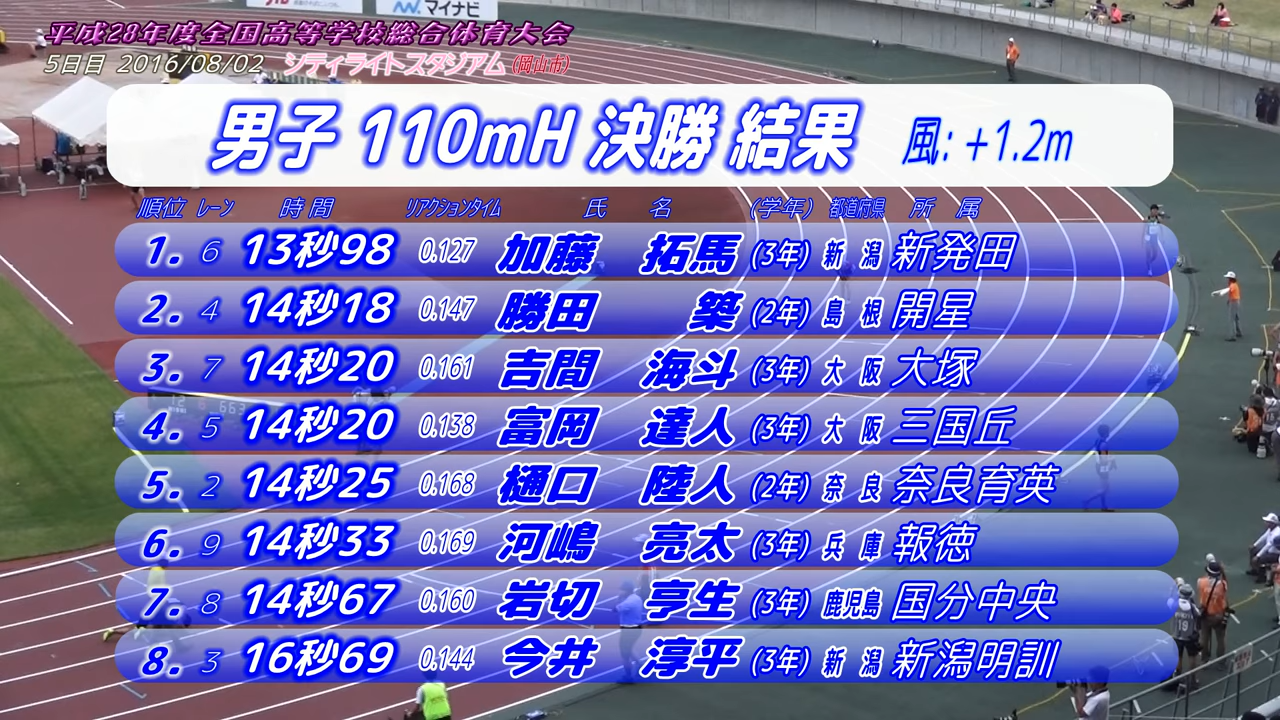 マイナビ
平成28年度全国高等学校総合体育大会
5日目 2016/08/02 シティライトスタジアム(岡山市)
男子 110mH 決勝 結果 風:+1.2m
順位 レーン 時間 リアクションタイム 氏名 (学年) 都道府県 所属
1. 6 13秒98 0.127 加藤 拓馬 (3年) 新潟 新発田
2. 4 14秒18 0.147 勝田 築 (2年) 島根 開星
3. 7 14秒20 0.161 吉間 海斗 (3年) 大阪 大塚
4. 5 14秒20 0.138 富岡 達人 (3年) 大阪 三国丘
5. 2 14秒25 0.168 樋口 陸人 (2年) 奈良 奈良育英
6. 9 14秒33 0.169 河嶋 亮太 (3年) 兵庫 報徳
7. 8 14秒67 0.160 岩切 亨生 (3年) 鹿児島 国分中央
8. 3 16秒69 0.144 今井 淳平 (3年) 新潟 新潟明訓